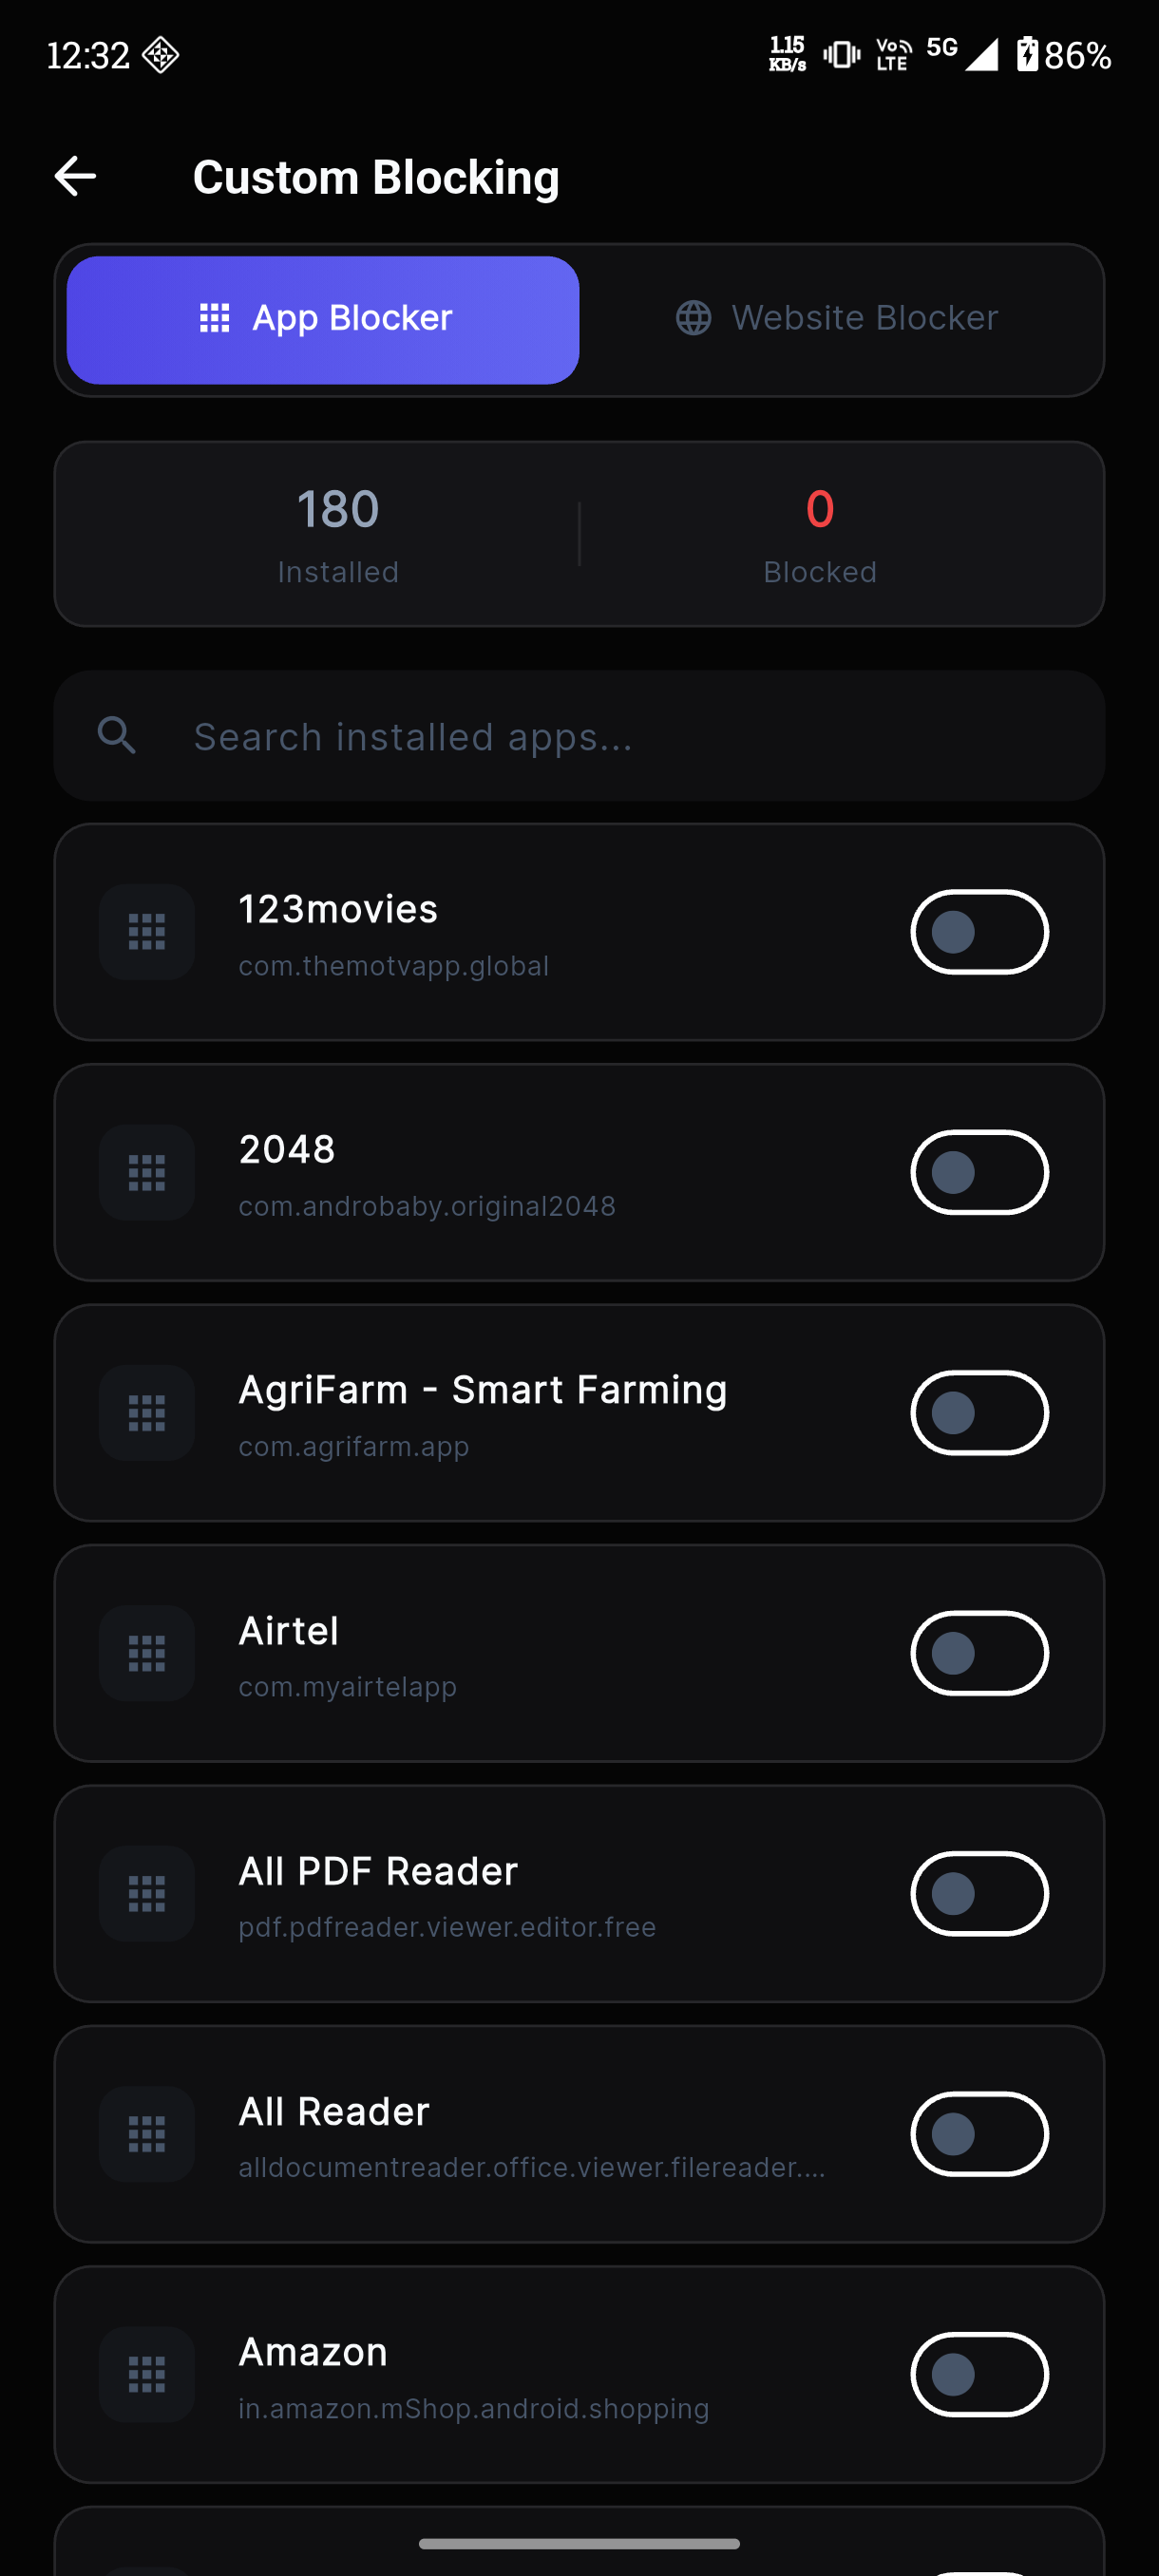 12:32
1.15 KB/s Vo LTE 5G 86%
Custom Blocking
App Blocker
Website Blocker
180
0
Installed
Blocked
Search installed apps...
123movies
com.themotvapp.global
2048
com.androbaby.original2048
AgriFarm - Smart Farming
com.agrifarm.app
Airtel
com.myairtelapp
All PDF Reader
pdf.pdfreader.viewer.editor.free
All Reader
alldocumentreader.office.viewer.filereader....
Amazon
in.amazon.mShop.android.shopping